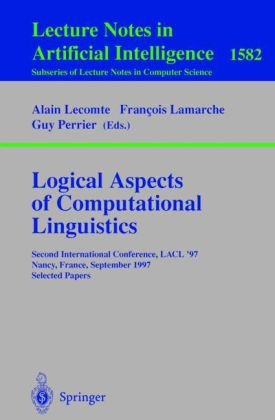 Lecture Notes in
Artificial Intelligence 1582
Subseries of Lecture Notes in Computer Science
Alain Lecomte François Lamarche
Guy Perrier (Eds.)
Logical Aspects
of Computational
Linguistics
Second International Conference, LACL '97
Nancy, France, September 1997
Selected Papers
Springer